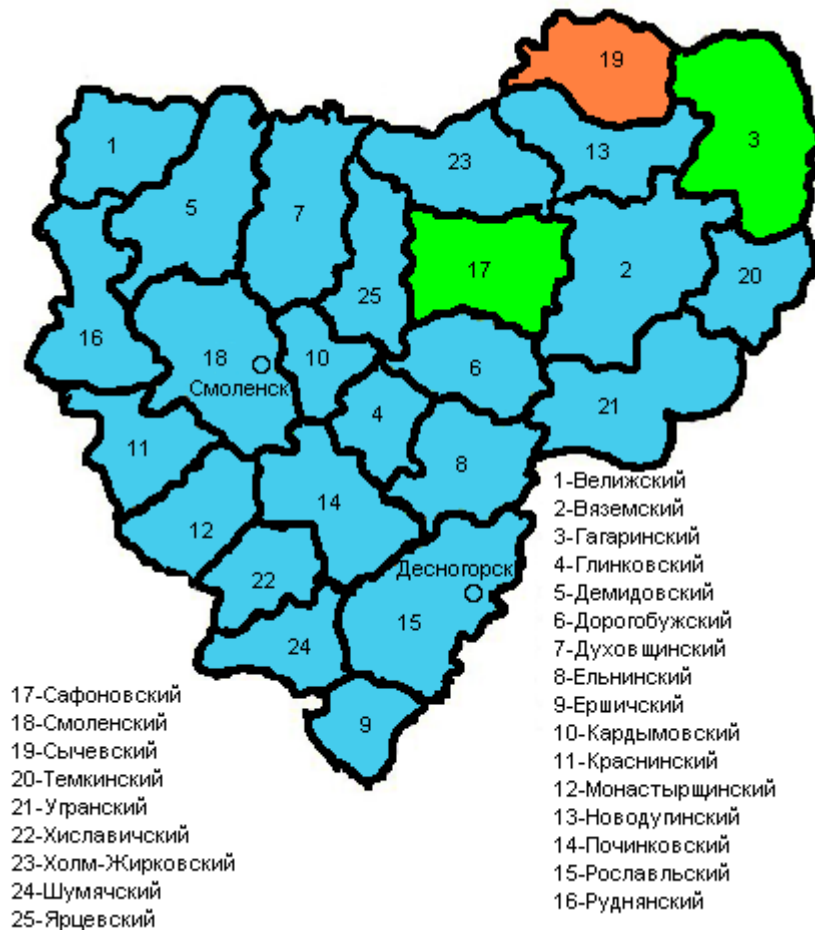 19
3
1
23
13
5
7
17
2
20
25
16
18
Смоленск
10
6
4
21
11
8
14
12
Десногорск
22
15
24
9
1-Велижский
2-Вяземский
3-Гагаринский
4-Глинковский
5-Демидовский
6-Дорогобужский
7-Духовщинский
8-Ельнинский
9-Ершичский
10-Кардымовский
11-Краснинский
12-Монастырщинский
13-Новодугинский
14-Починковский
15-Рославльский
16-Руднянский
17-Сафоновский
18-Смоленский
19-Сычевский
20-Темкинский
21-Угранский
22-Хиславичский
23-Холм-Жирковский
24-Шумячский
25-Ярцевский